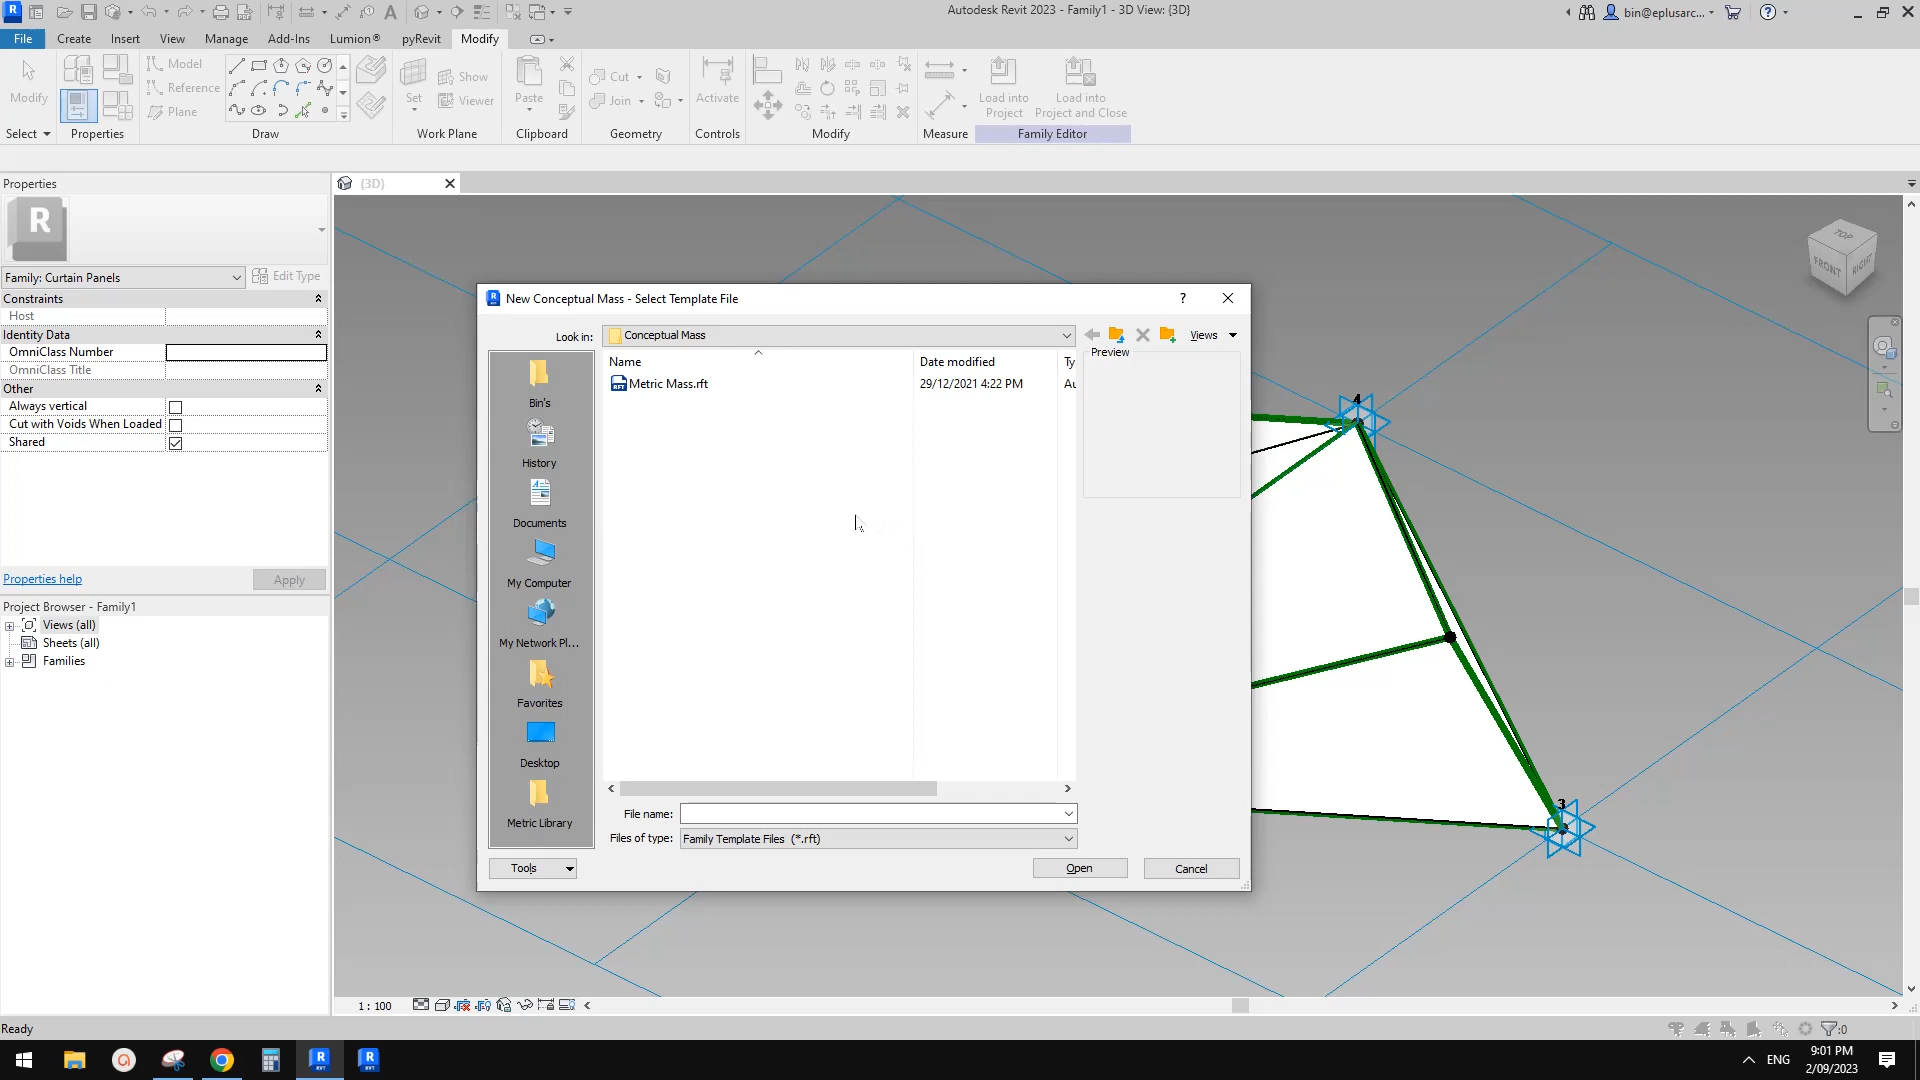 Autodesk Revit 2023 - Family1 - 3D View: {3D}
bin@eplusarc...
File
Create
Insert
View
Manage
Add-Ins
Lumion®
pyRevit
Modify
Modify
Model
Reference
Plane
Set
Show
Viewer
Paste
Cut
Join
Activate
Load into
Project
Load into
Project and Close
Select
Properties
Draw
Work Plane
Clipboard
Geometry
Controls
Modify
Measure
Family Editor
Properties
{3D}
R
Family: Curtain Panels
Edit Type
Constraints
Host
Identity Data
OmniClass Number
OmniClass Title
Other
Always vertical
Cut with Voids When Loaded
Shared
Properties help
Apply
Project Browser - Family1
Views (all)
Sheets (all)
Families
TOP
FRONT
RIGHT
4
3
New Conceptual Mass - Select Template File
?
Look in:
Conceptual Mass
Views
Preview
Name
Date modified
Ty
Metric Mass.rft
29/12/2021 4:22 PM
Au
Bin's
History
Documents
My Computer
My Network Pl...
Favorites
Desktop
Metric Library
File name:
Files of type:
Family Template Files (*.rft)
Tools
Open
Cancel
1 : 100
Ready
:0
ENG
9:01 PM
2/09/2023